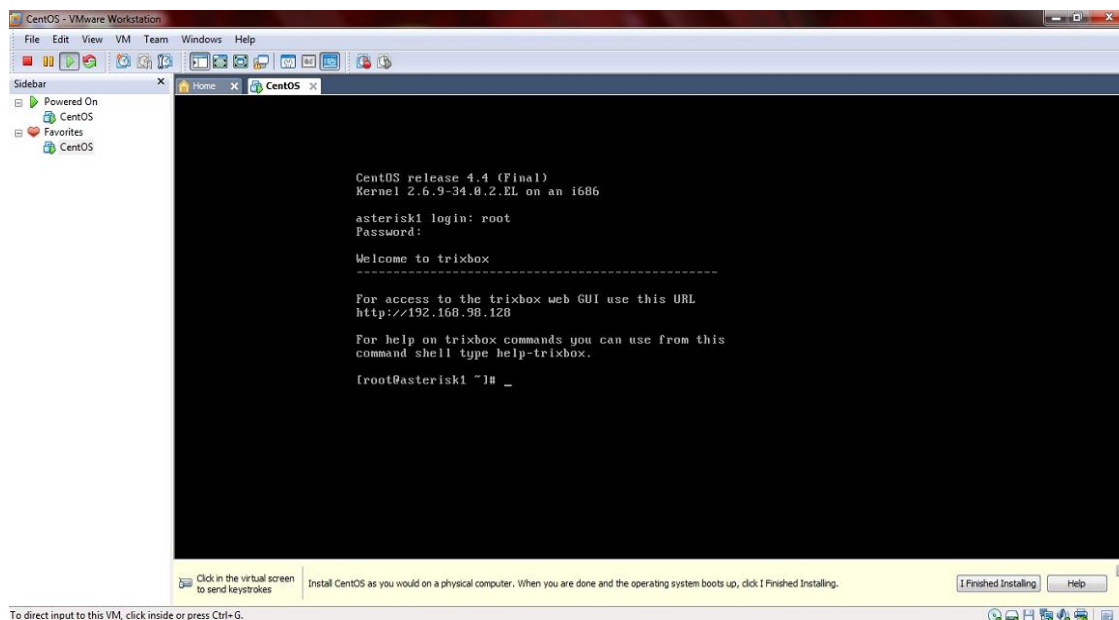 CentOS - VMware Workstation
File Edit View VM Team Windows Help
Sidebar
Home
CentOS
Powered On
CentOS
Favorites
CentOS
CentOS release 4.4 (Final)
Kernel 2.6.9-34.0.2.EL on an i686
asterisk1 login: root
Password:
Welcome to trixbox
----------------------------------------------------
For access to the trixbox web GUI use this URL
http://192.168.98.128
For help on trixbox commands you can use from this
command shell type help-trixbox.
[root@asterisk1 ~]# _
Click in the virtual screen
to send keystrokes
Install CentOS as you would on a physical computer. When you are done and the operating system boots up, click I Finished Installing.
I Finished Installing
Help
To direct input to this VM, click inside or press Ctrl+G.